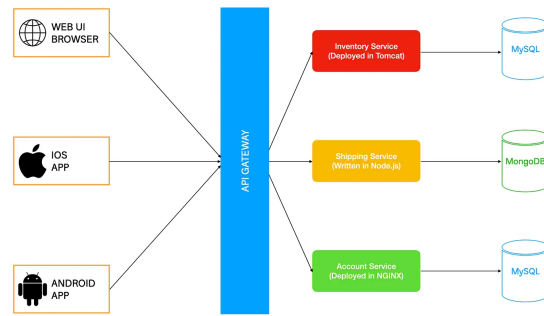 WEB UI
BROWSER
IOS
APP
ANDROID
APP
API GATEWAY
Inventory Service
(Deployed in Tomcat)
Shipping Service
(Written in Node.js)
Account Service
(Deployed in NGINX)
MySQL
MongoDB
MySQL